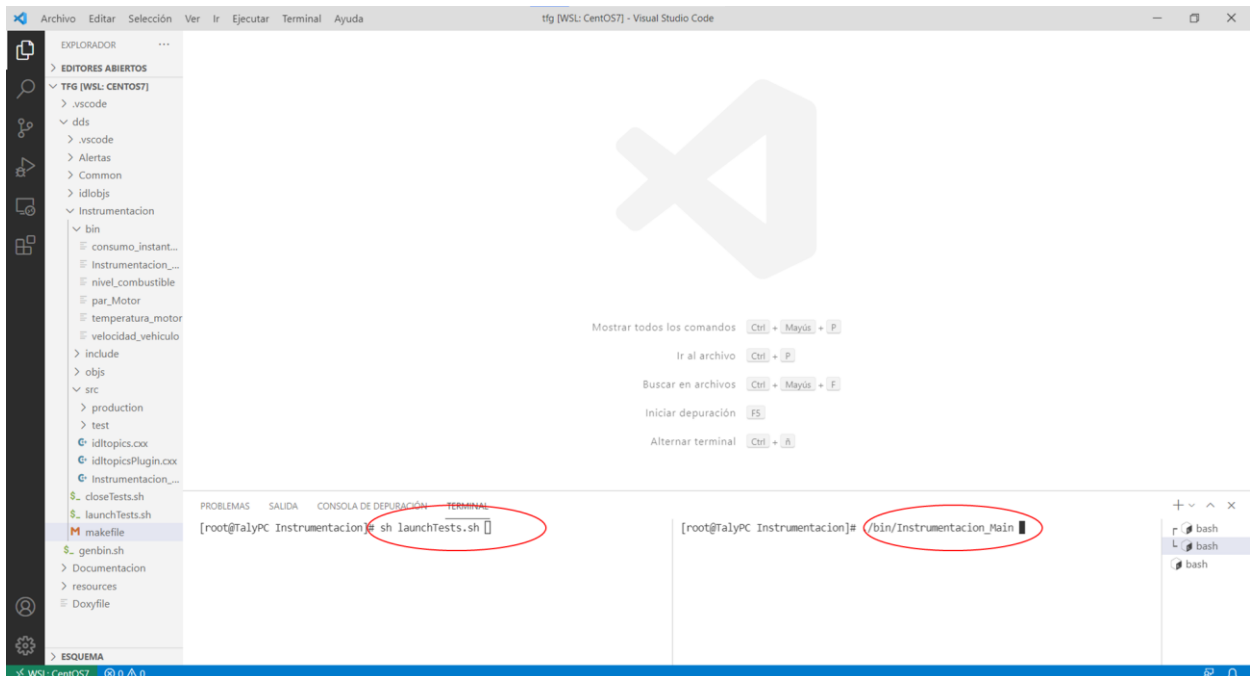 Archivo Editar Selección Ver Ir Ejecutar Terminal Ayuda
tfg [WSL: CentOS7] - Visual Studio Code
EXPLORADOR ...
EDITORES ABIERTOS
TFG [WSL: CENTOS7]
.vscode
dds
.vscode
Alertas
Common
idlobjs
Instrumentacion
bin
consumo_instant...
Instrumentacion_...
nivel_combustible
par_Motor
temperatura_motor
velocidad_vehiculo
include
objs
src
production
test
idltopics.cxx
idltopicsPlugin.cxx
Instrumentacion_...
closeTests.sh
launchTests.sh
makefile
genbin.sh
Documentacion
resources
Doxyfile
ESQUEMA
Mostrar todos los comandos Ctrl + Mayús + P
Ir al archivo Ctrl + P
Buscar en archivos Ctrl + Mayús + F
Iniciar depuración F5
Alternar terminal Ctrl + ñ
PROBLEMAS SALIDA CONSOLA DE DEPURACIÓN TERMINAL
[root@TalyPC Instrumentacion]# sh launchTests.sh
[root@TalyPC Instrumentacion]# ./bin/Instrumentacion_Main
bash
bash
bash
WSL: CentOS7 0 0